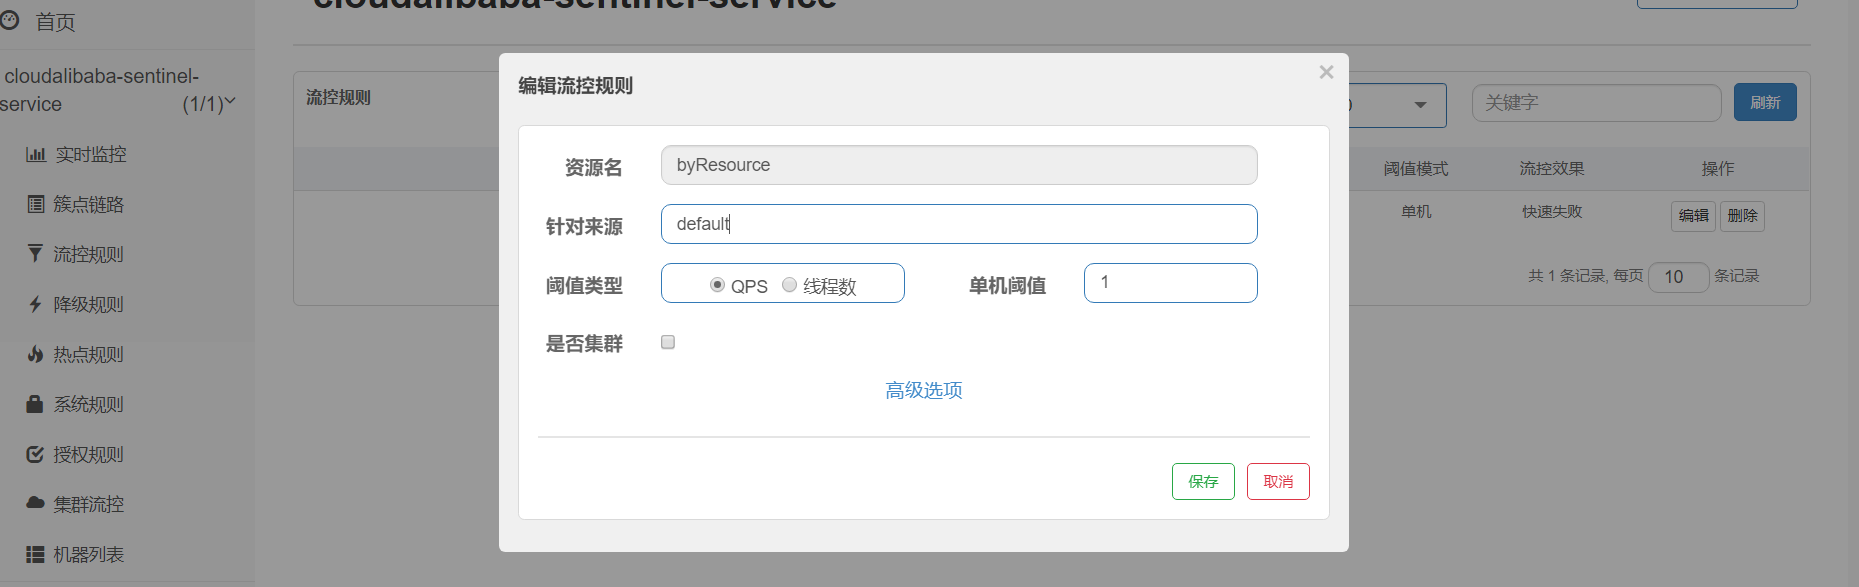 首页
cloudalibaba-sentinel-service
cloudalibaba-sentinel-
service (1/1)
实时监控
簇点链路
流控规则
降级规则
热点规则
系统规则
授权规则
集群流控
机器列表
流控规则
关键字
刷新
阈值模式 流控效果 操作
单机 快速失败 编辑 删除
共 1 条记录, 每页 10 条记录
编辑流控规则
×
资源名 byResource
针对来源 default
阈值类型 QPS 线程数 单机阈值 1
是否集群
高级选项
保存 取消